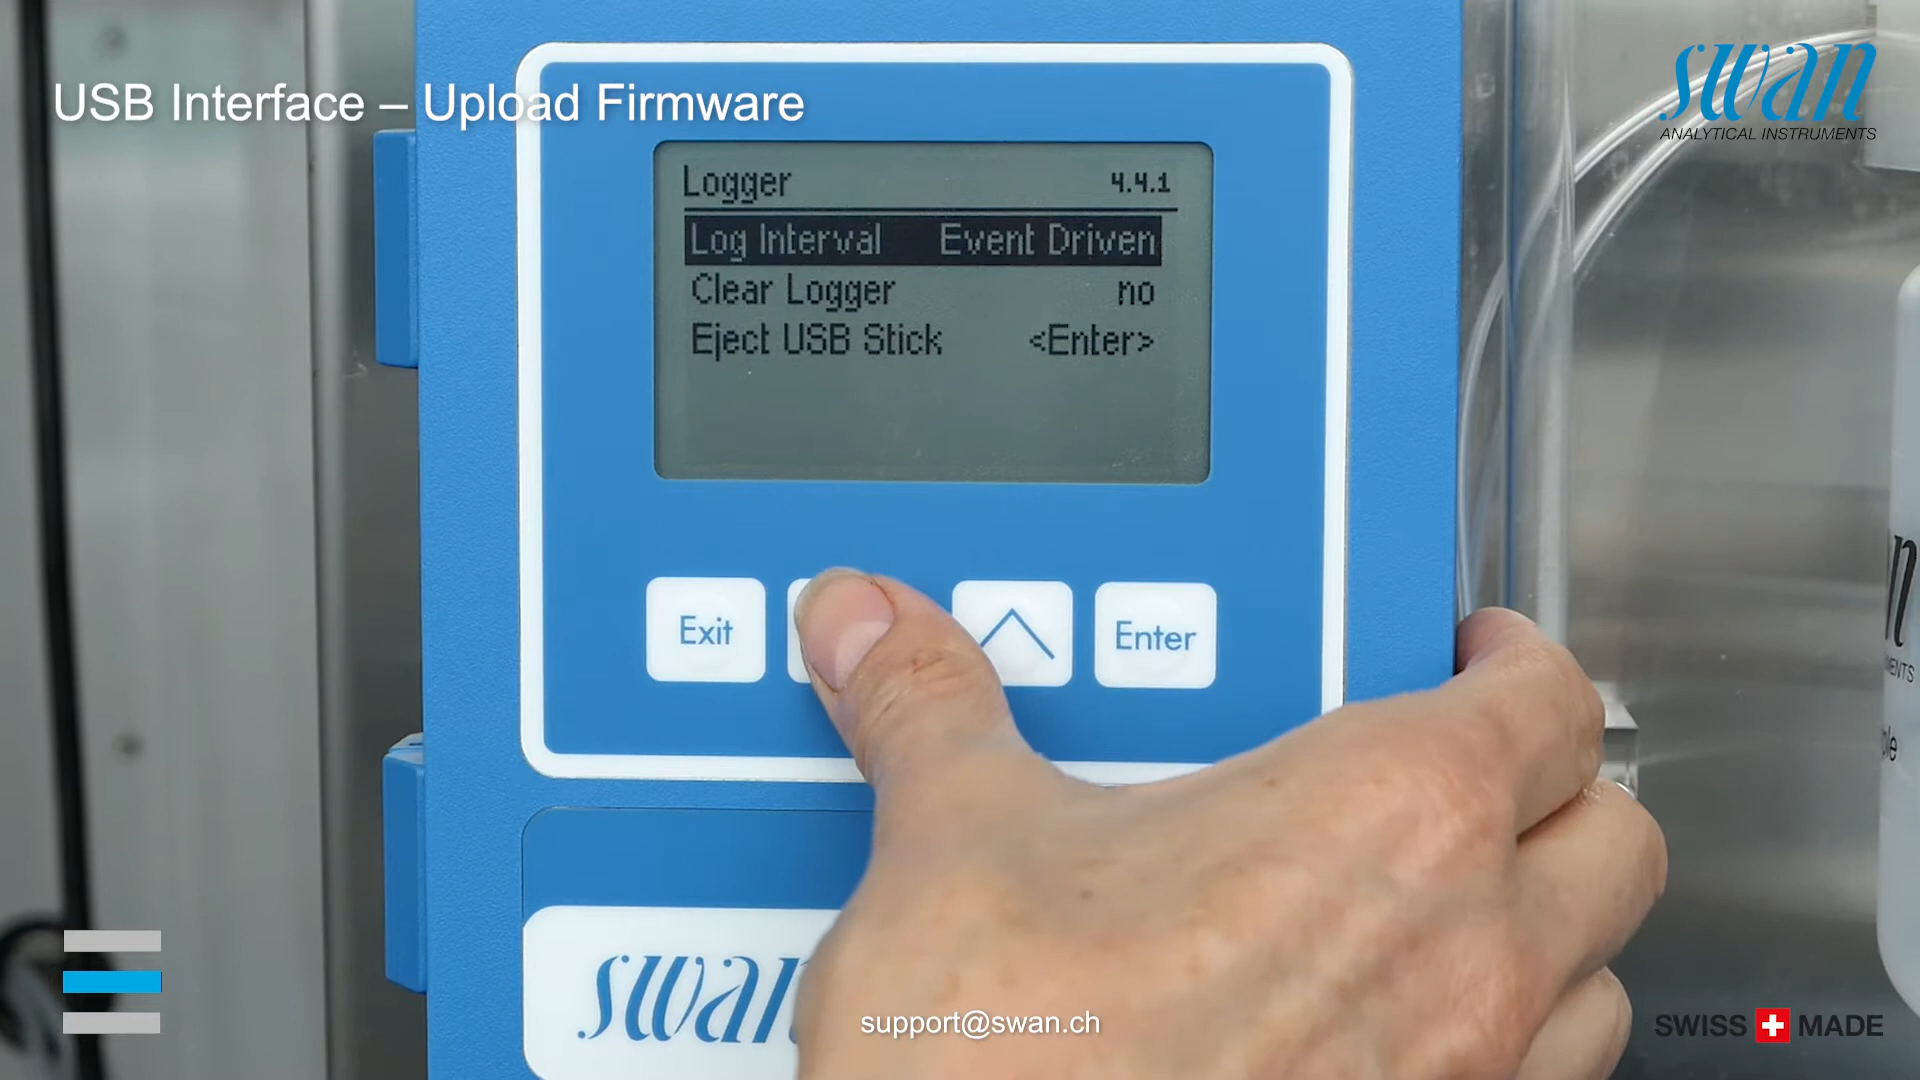 USB Interface – Upload Firmware
swan
ANALYTICAL INSTRUMENTS
Logger 4.4.1
Log Interval Event Driven
Clear Logger no
Eject USB Stick <Enter>
Exit
Enter
swan
support@swan.ch
SWISS MADE